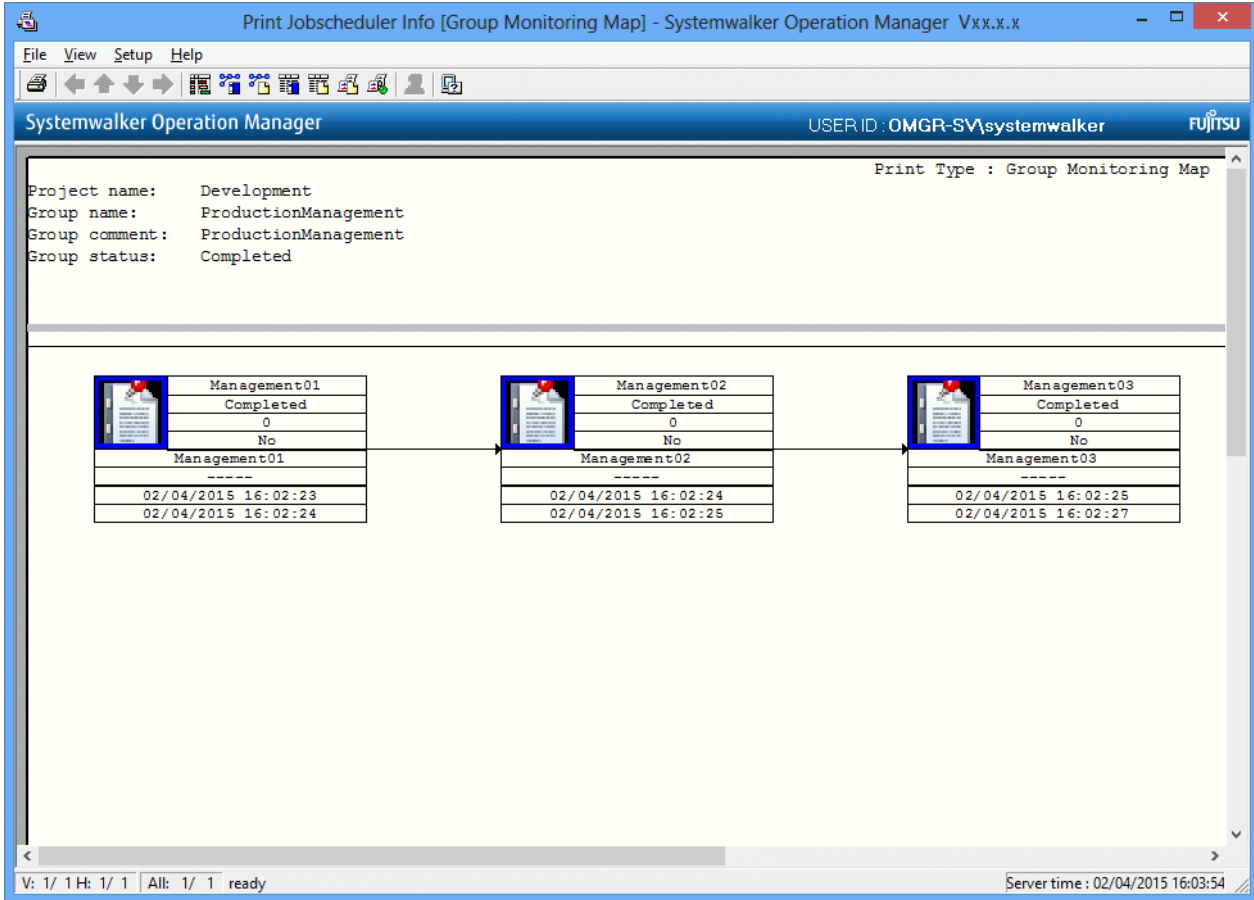 Print Jobscheduler Info [Group Monitoring Map] - Systemwalker Operation Manager Vxx.x.x
File View Setup Help
Systemwalker Operation Manager USER ID : OMGR-SV\systemwalker FUJITSU
Print Type : Group Monitoring Map
Project name: Development
Group name: ProductionManagement
Group comment: ProductionManagement
Group status: Completed
Management01 Management02 Management03
Completed Completed Completed
0 0 0
No No No
Management01 Management02 Management03
----- ----- -----
02/04/2015 16:02:23 02/04/2015 16:02:24 02/04/2015 16:02:25
02/04/2015 16:02:24 02/04/2015 16:02:25 02/04/2015 16:02:27
V: 1/ 1 H: 1/ 1 All: 1/ 1 ready Server time : 02/04/2015 16:03:54